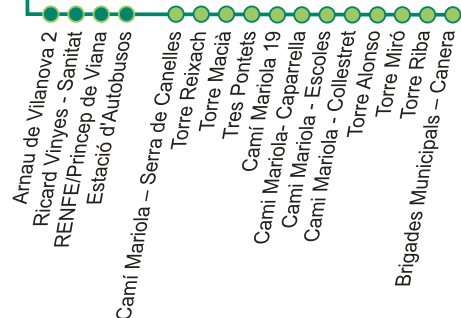 Arnau de Vilanova 2
Ricard Vinyes - Sanitat
RENFE/Princep de Viana
Estació d'Autobusos
Camí Mariola – Serra de Canelles
Torre Reixach
Torre Macià
Tres Pontets
Camí Mariola 19
Camí Mariola- Caparrella
Camí Mariola - Escoles
Camí Mariola - Collestret
Torre Alonso
Torre Miró
Torre Riba
Brigades Municipals – Canera